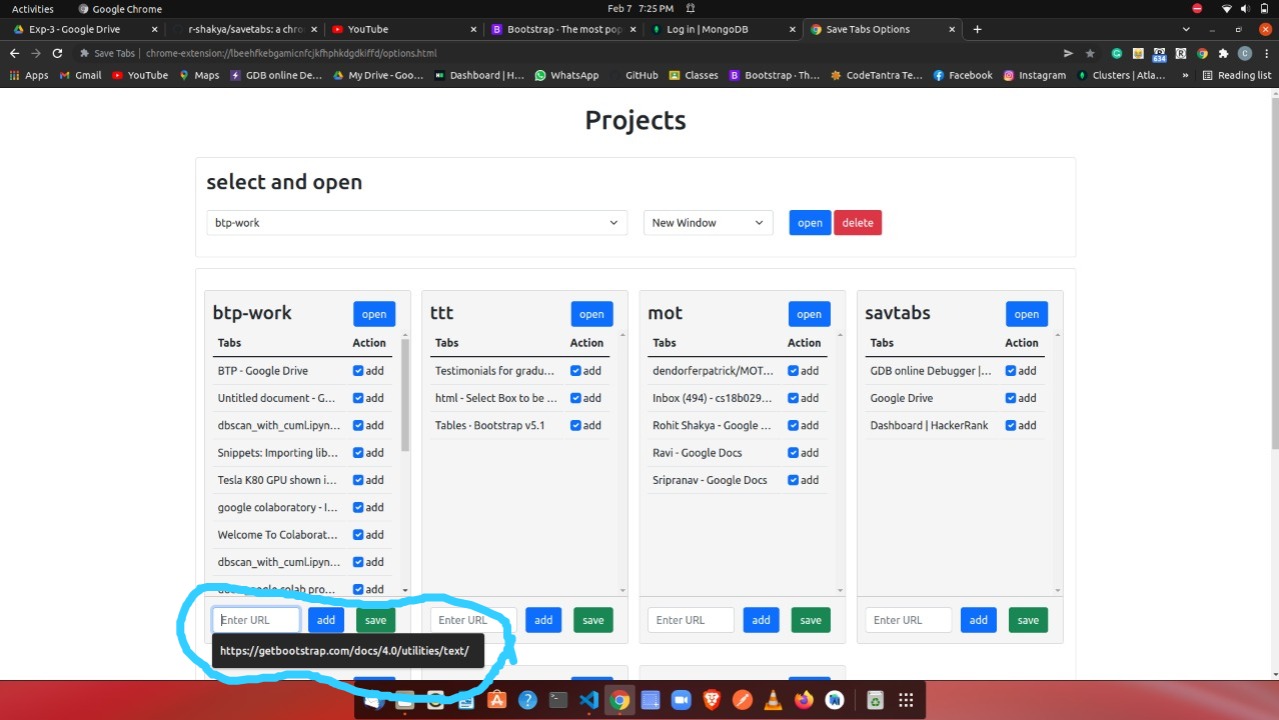 Activities Google Chrome Feb 7 7:25 PM
Exp-3 - Google Drive r-shakya/savetabs: a chro YouTube Bootstrap · The most pop Log in | MongoDB Save Tabs Options
Save Tabs | chrome-extension://lbeehfkebgamicnfcjkfhphkdgdkiffd/options.html
634
Apps Gmail YouTube Maps GDB online De... My Drive - Goo... Dashboard | H... WhatsApp GitHub Classes Bootstrap · Th... CodeTantra Te... Facebook Instagram Clusters | Atla... » Reading list
Projects
select and open
btp-work New Window open delete
btp-work open ttt open mot open savtabs open
Tabs Action Tabs Action Tabs Action Tabs Action
BTP - Google Drive add Testimonials for gradu... add dendorferpatrick/MOT... add GDB online Debugger |... add
Untitled document - G... add html - Select Box to be ... add Inbox (494) - cs18b029... add Google Drive add
dbscan_with_cuml.ipyn... add Tables · Bootstrap v5.1 add Rohit Shakya - Google ... add Dashboard | HackerRank add
Snippets: Importing lib... add Ravi - Google Docs add
Tesla K80 GPU shown i... add Sripranav - Google Docs add
google colaboratory - I... add
Welcome To Colaborat... add
dbscan_with_cuml.ipyn... add
google colab pro... add
Enter URL add save Enter URL add save Enter URL add save Enter URL add save
https://getbootstrap.com/docs/4.0/utilities/text/